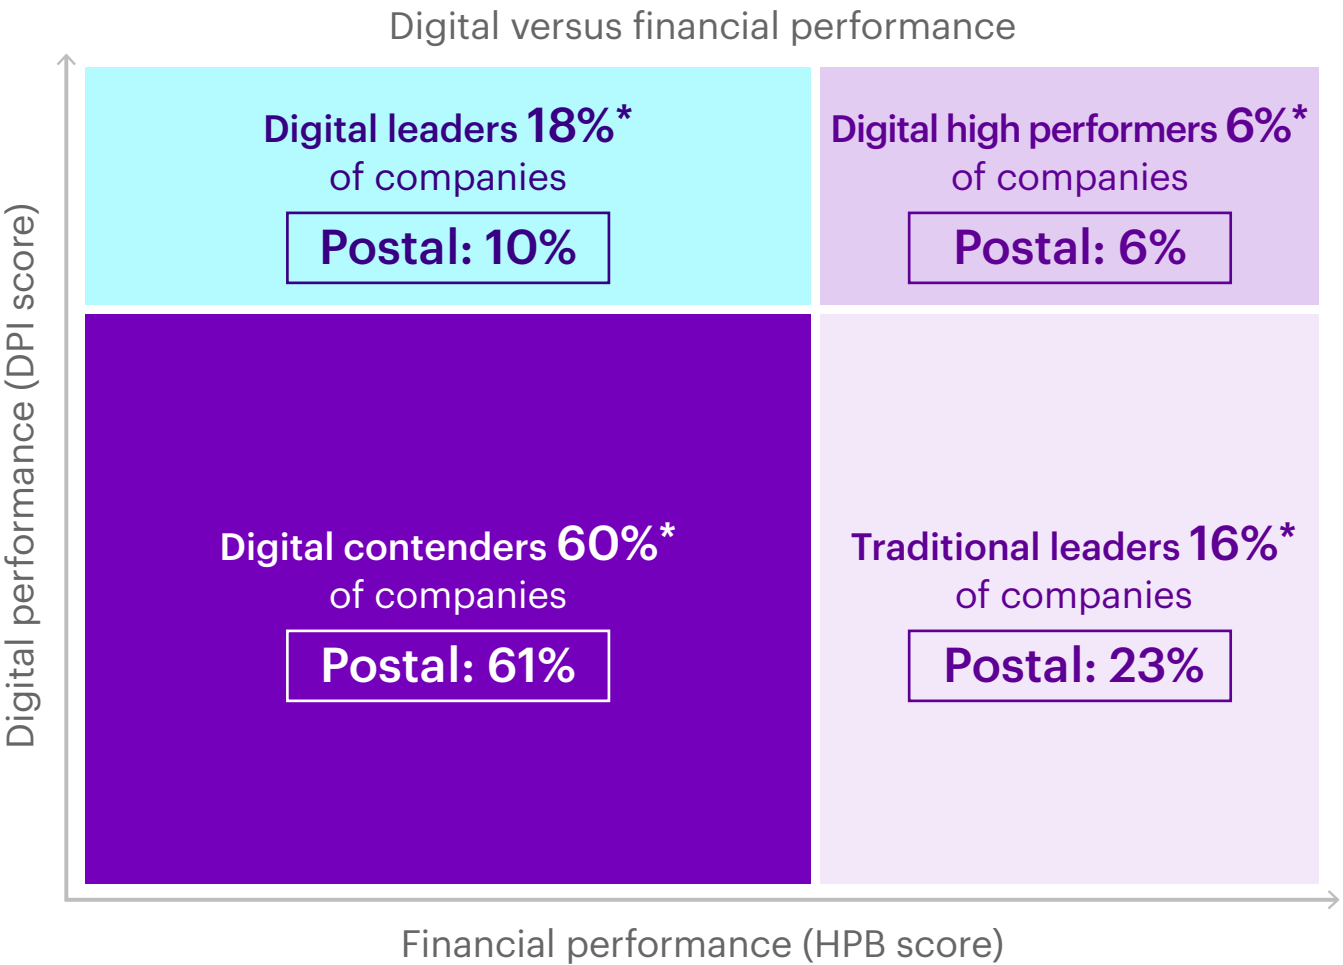 Digital versus financial performance
Digital performance (DPI score)
Digital leaders 18%*
of companies
Postal: 10%
Digital high performers 6%*
of companies
Postal: 6%
Digital contenders 60%*
of companies
Postal: 61%
Traditional leaders 16%*
of companies
Postal: 23%
Financial performance (HPB score)